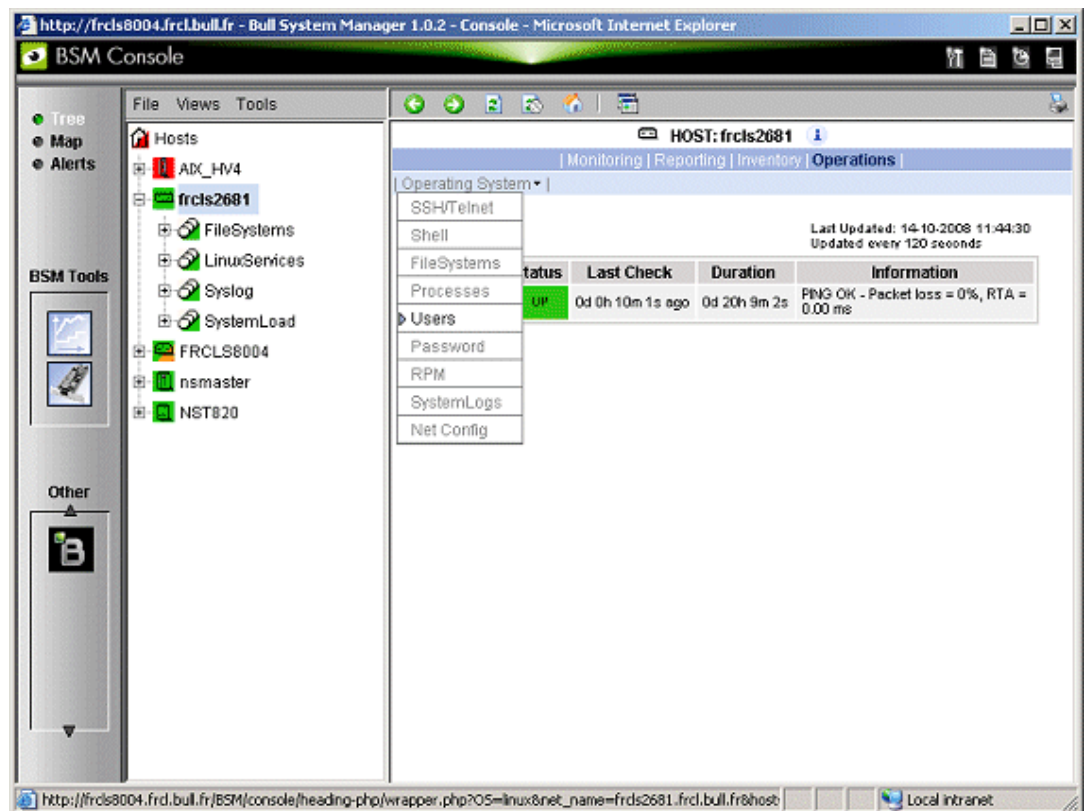 http://frcls8004.frcl.bull.fr - Bull System Manager 1.0.2 - Console - Microsoft Internet Explorer
BSM Console
Tree
Map
Alerts
BSM Tools
Other
B
File Views Tools
Hosts
AIX_HV4
frcls2681
FileSystems
LinuxServices
Syslog
SystemLoad
FRCLS8004
nsmaster
NST820
HOST: frcls2681
| Monitoring | Reporting | Inventory | Operations |
| Operating System |
SSH/Telnet
Shell
FileSystems
Processes
Users
Password
RPM
SystemLogs
Net Config
Last Updated: 14-10-2008 11:44:30
Updated every 120 seconds
tatus Last Check Duration Information
UP 0d 0h 10m 1s ago 0d 20h 9m 2s PING OK - Packet loss = 0%, RTA =
0.00 ms
http://frcls8004.frcl.bull.fr/BSM/console/heading-php/wrapper.php?OS=linux&net_name=frcls2681.frcl.bull.fr&host
Local intranet